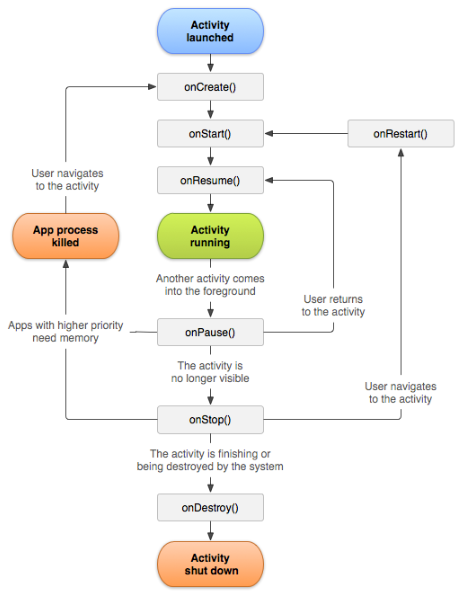 Activity
launched
onCreate()
onStart()
onRestart()
User navigates
to the activity
onResume()
App process
killed
Activity
running
Another activity comes
into the foreground
User returns
to the activity
Apps with higher priority
need memory
onPause()
The activity is
no longer visible
User navigates
to the activity
onStop()
The activity is finishing or
being destroyed by the system
onDestroy()
Activity
shut down